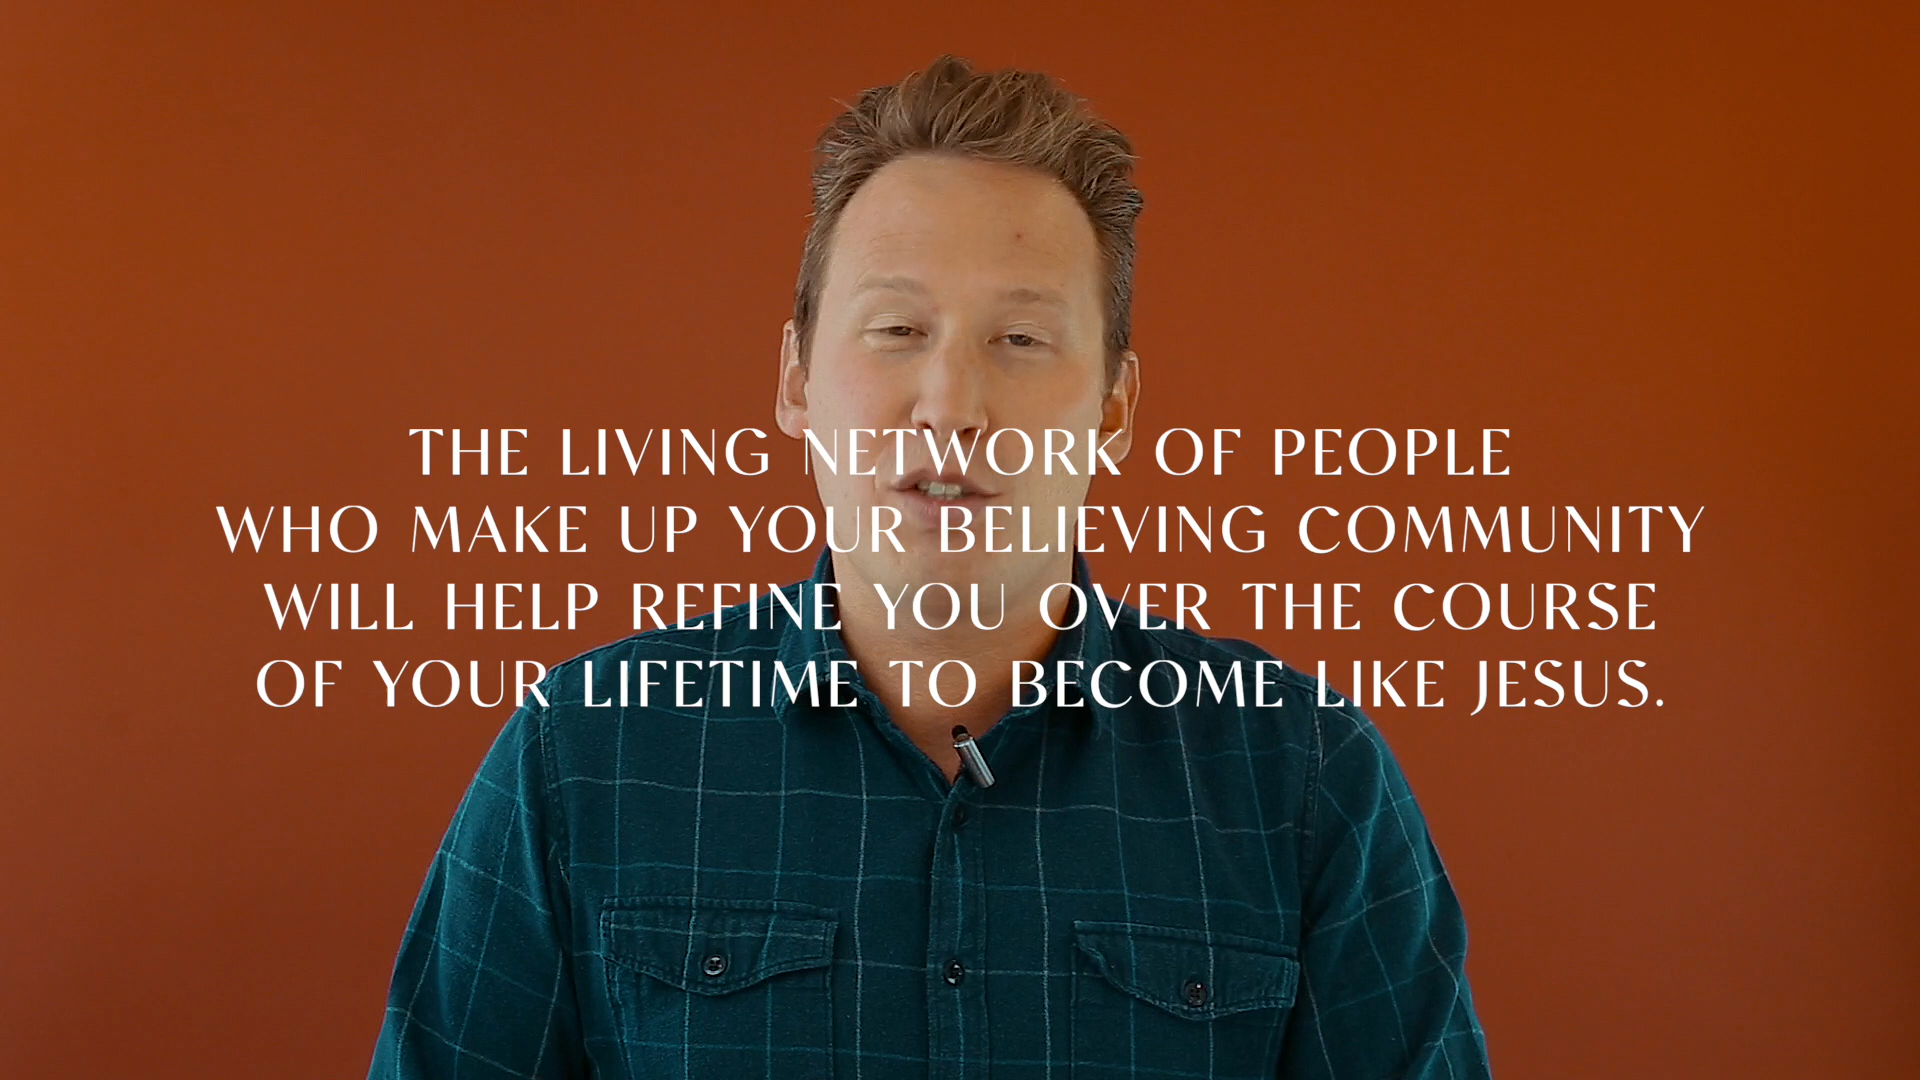 THE LIVING NETWORK OF PEOPLE
WHO MAKE UP YOUR BELIEVING COMMUNITY
WILL HELP REFINE YOU OVER THE COURSE
OF YOUR LIFETIME TO BECOME LIKE JESUS.